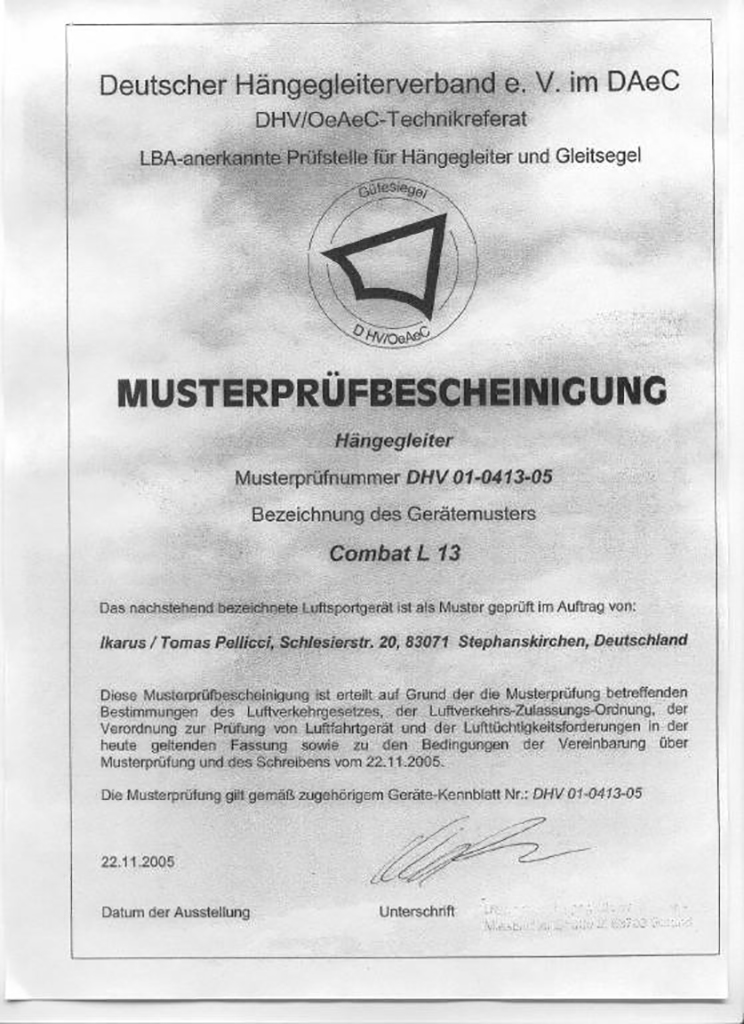 Deutscher Hängegleiterverband e. V. im DAeC
DHV/OeAeC-Technikreferat
LBA-anerkannte Prüfstelle für Hängegleiter und Gleitsegel
Gütesiegel
DHV/OeAeC
MUSTERPRÜFBESCHEINIGUNG
Hängegleiter
Musterprüfnummer DHV 01-0413-05
Bezeichnung des Gerätemusters
Combat L 13
Das nachstehend bezeichnete Luftsportgerät ist als Muster geprüft im Auftrag von:
Ikarus / Tomas Pellicci, Schlesierstr. 20, 83071 Stephanskirchen, Deutschland
Diese Musterprüfbescheinigung ist erteilt auf Grund der die Musterprüfung betreffenden
Bestimmungen des Luftverkehrgesetzes, der Luftverkehrs-Zulassungs-Ordnung, der
Verordnung zur Prüfung von Luftfahrtgerät und der Lufttüchtigkeitsforderungen in der
heute geltenden Fassung sowie zu den Bedingungen der Vereinbarung über
Musterprüfung und des Schreibens vom 22.11.2005.
Die Musterprüfung gilt gemäß zugehörigem Geräte-Kennblatt Nr.: DHV 01-0413-05
22.11.2005
Datum der Ausstellung
Unterschrift